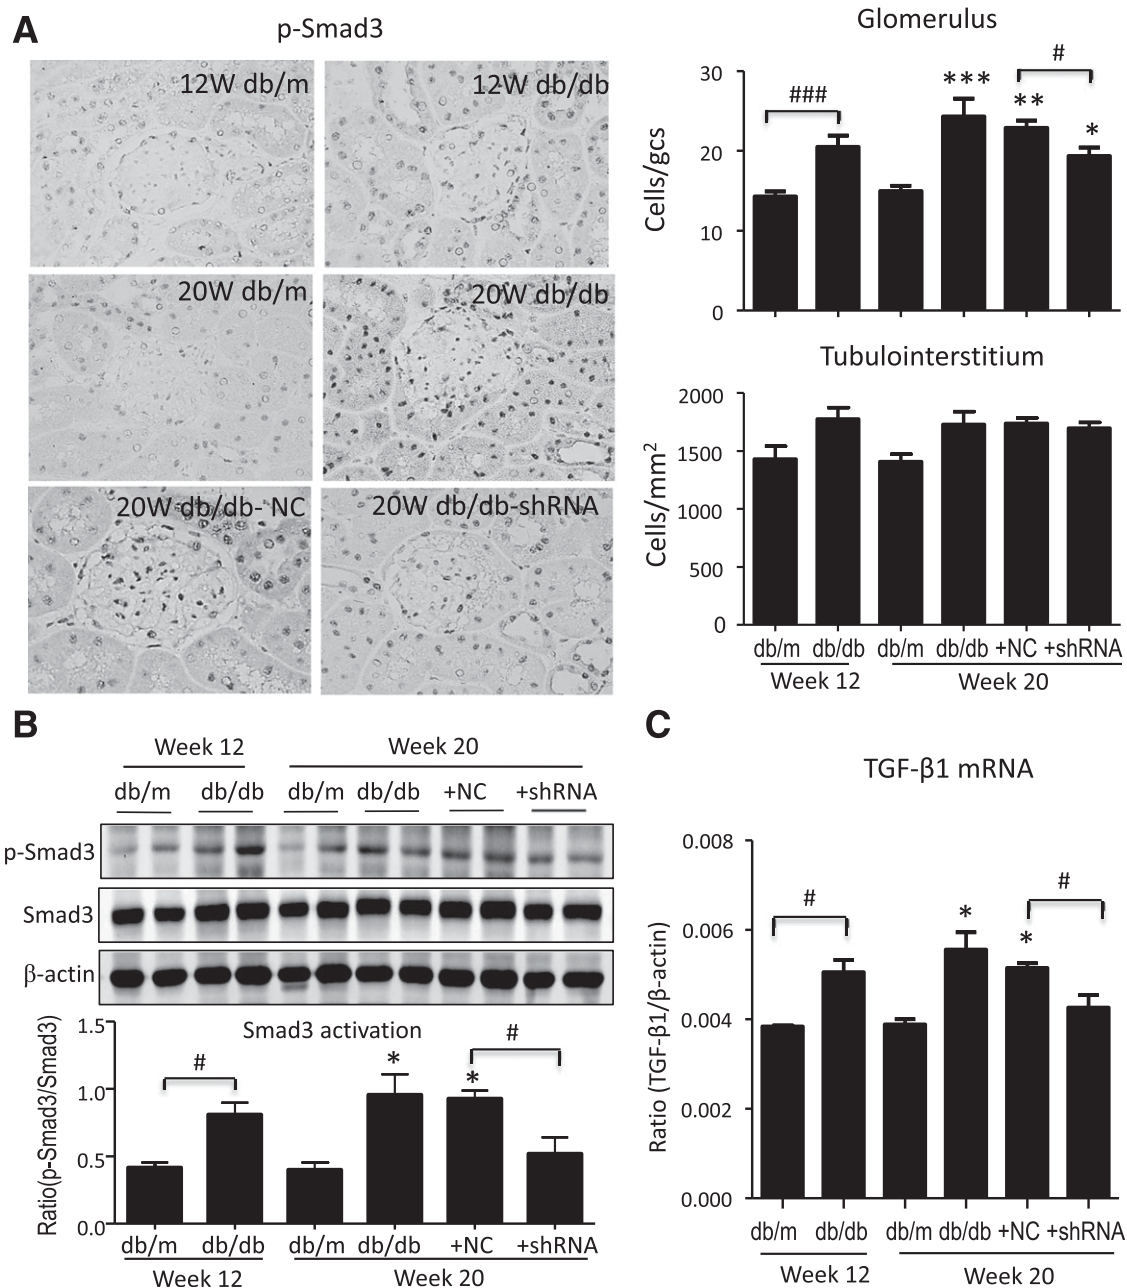 A
p-Smad3
12W db/m
12W db/db
20W db/m
20W db/db
20W db/db- NC
20W db/db-shRNA
Glomerulus
Cells/gcs
30
20
10
0
###
***
**
#
*
Tubulointerstitium
Cells/mm²
2000
1500
1000
500
0
db/m db/db db/m db/db +NC +shRNA
Week 12 Week 20
B
Week 12 Week 20
db/m db/db db/m db/db +NC +shRNA
p-Smad3
Smad3
β-actin
Smad3 activation
Ratio(p-Smad3/Smad3)
1.5
1.0
0.5
0.0
#
*
*
#
db/m db/db db/m db/db +NC +shRNA
Week 12 Week 20
C
TGF-β1 mRNA
Ratio (TGF-β1/β-actin)
0.008
0.006
0.004
0.002
0.000
#
*
*
#
db/m db/db db/m db/db +NC +shRNA
Week 12 Week 20